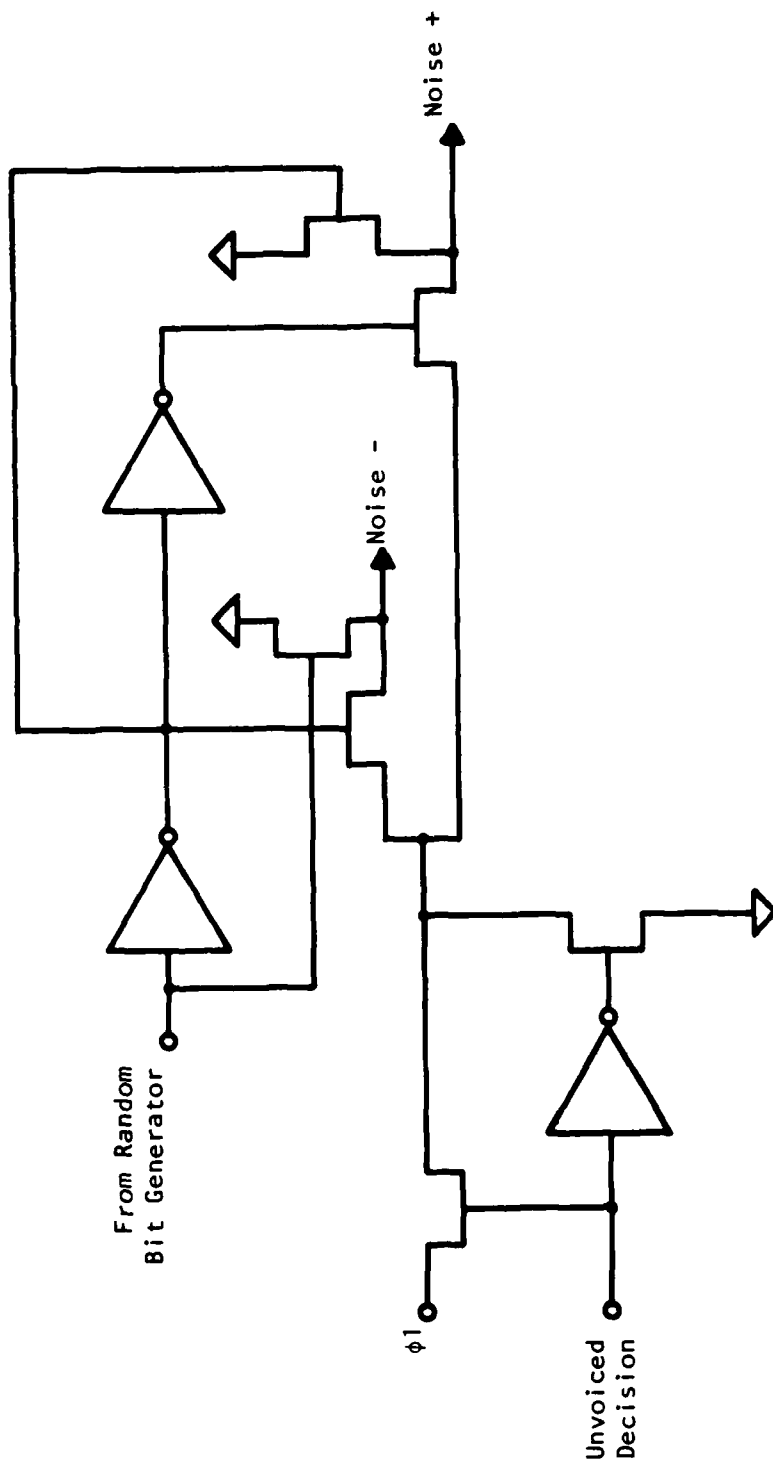 From Random
Bit Generator
Noise +
Noise -
φ1
Unvoiced
Decision